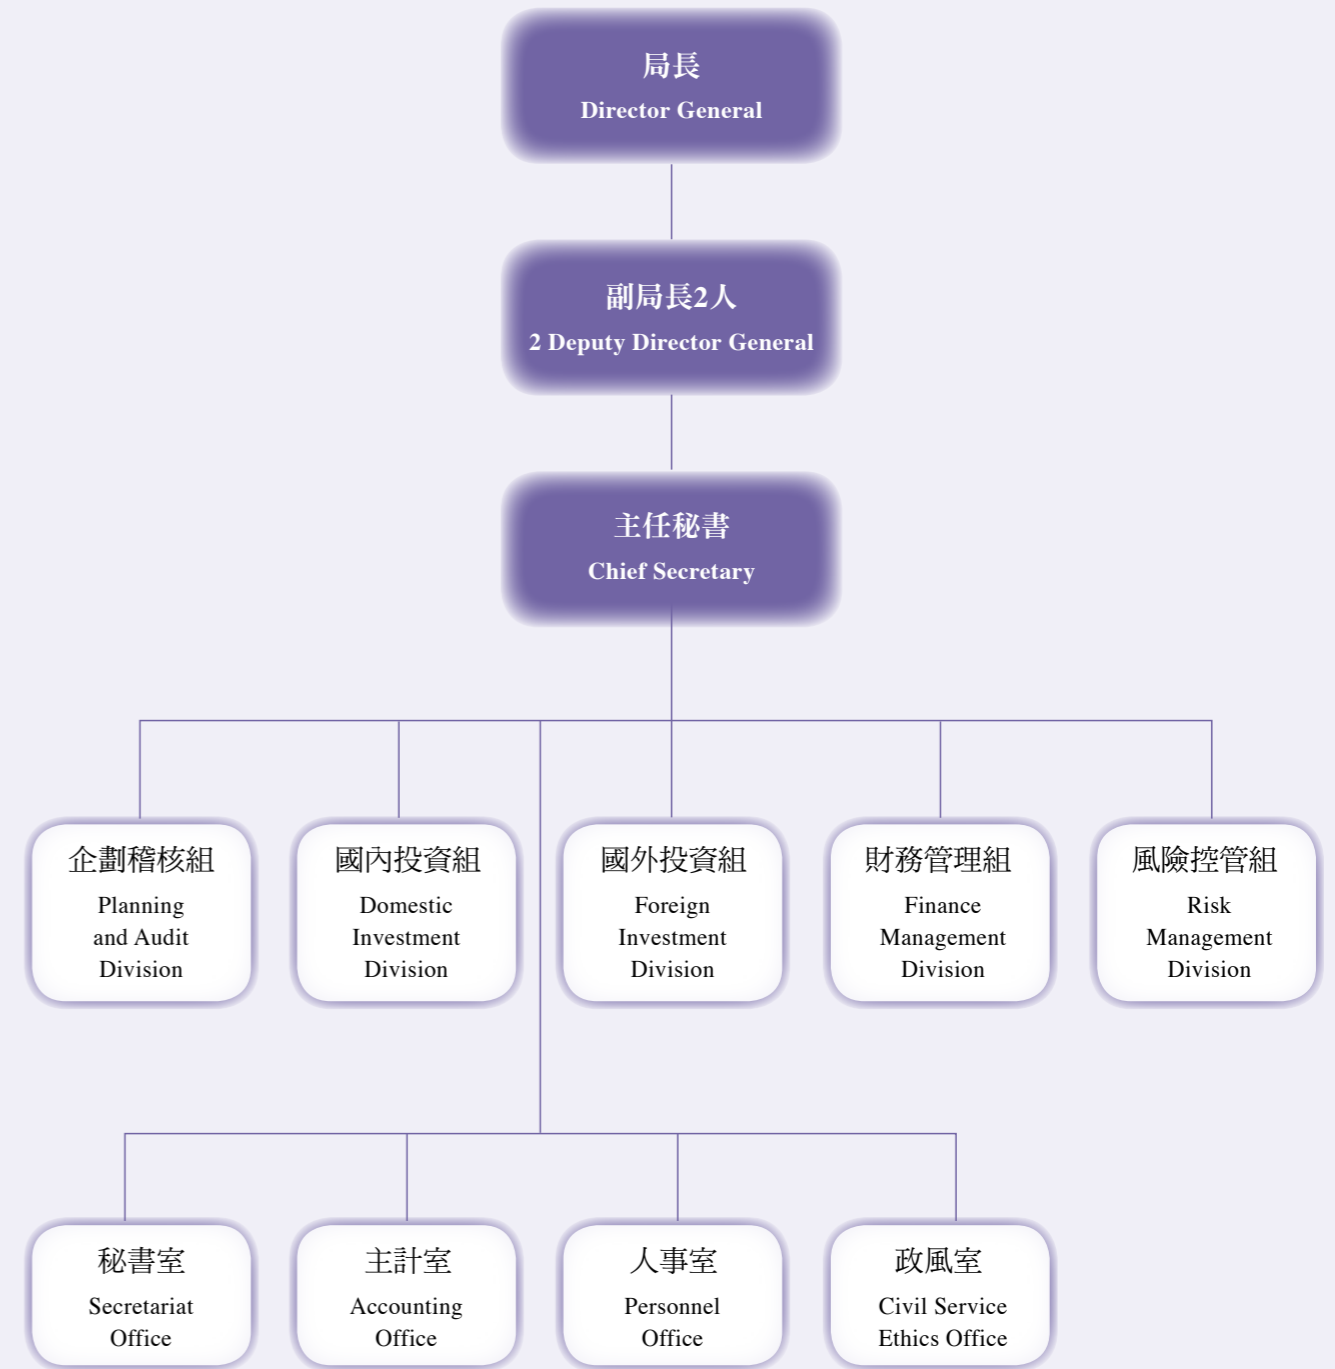 局長
Director General
副局長2人
2 Deputy Director General
主任秘書
Chief Secretary
企劃稽核組
Planning
and Audit
Division
國內投資組
Domestic
Investment
Division
國外投資組
Foreign
Investment
Division
財務管理組
Finance
Management
Division
風險控管組
Risk
Management
Division
秘書室
Secretariat
Office
主計室
Accounting
Office
人事室
Personnel
Office
政風室
Civil Service
Ethics Office